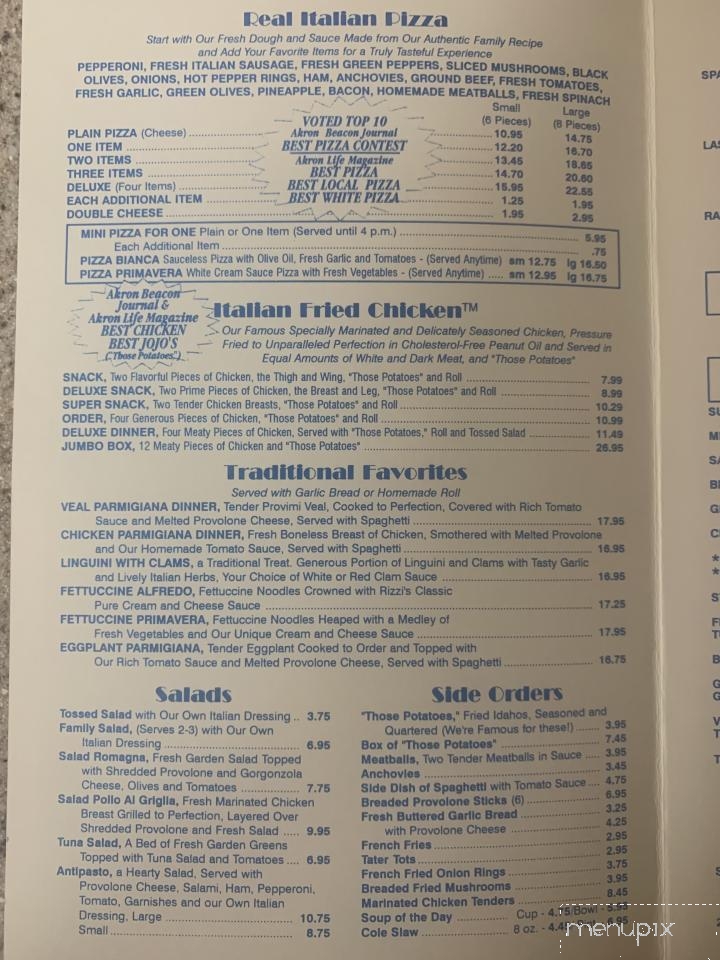 Real Italian Pizza
Start with Our Fresh Dough and Sauce Made from Our Authentic Family Recipe
and Add Your Favorite Items for a Truly Tasteful Experience
PEPPERONI, FRESH ITALIAN SAUSAGE, FRESH GREEN PEPPERS, SLICED MUSHROOMS, BLACK
OLIVES, ONIONS, HOT PEPPER RINGS, HAM, ANCHOVIES, GROUND BEEF, FRESH TOMATOES,
FRESH GARLIC, GREEN OLIVES, PINEAPPLE, BACON, HOMEMADE MEATBALLS, FRESH SPINACH
Small Large
(6 Pieces) (8 Pieces)
VOTED TOP 10
Akron Beacon Journal
BEST PIZZA CONTEST
Akron Life Magazine
BEST PIZZA
BEST LOCAL PIZZA
BEST WHITE PIZZA
PLAIN PIZZA (Cheese) 10.95 14.75
ONE ITEM 12.20 16.70
TWO ITEMS 13.45 18.65
THREE ITEMS 14.70 20.60
DELUXE (Four Items) 15.95 22.55
EACH ADDITIONAL ITEM 1.25 1.95
DOUBLE CHEESE 1.95 2.95
MINI PIZZA FOR ONE Plain or One Item (Served until 4 p.m.) 5.95
Each Additional Item .75
PIZZA BIANCA Sauceless Pizza with Olive Oil, Fresh Garlic and Tomatoes - (Served Anytime) sm 12.75 lg 16.50
PIZZA PRIMAVERA White Cream Sauce Pizza with Fresh Vegetables - (Served Anytime) ..... sm 12.95 lg 16.75
Akron Beacon
Journal &
Akron Life Magazine
BEST CHICKEN
BEST JOJO'S
("Those Potatoes")
Italian Fried Chicken™
Our Famous Specially Marinated and Delicately Seasoned Chicken, Pressure
Fried to Unparalleled Perfection in Cholesterol-Free Peanut Oil and Served in
Equal Amounts of White and Dark Meat, and "Those Potatoes"
SNACK, Two Flavorful Pieces of Chicken, the Thigh and Wing, "Those Potatoes" and Roll 7.99
DELUXE SNACK, Two Prime Pieces of Chicken, the Breast and Leg, "Those Potatoes" and Roll 8.99
SUPER SNACK, Two Tender Chicken Breasts, "Those Potatoes" and Roll 10.29
ORDER, Four Generous Pieces of Chicken, "Those Potatoes" and Roll 10.99
DELUXE DINNER, Four Meaty Pieces of Chicken, Served with "Those Potatoes," Roll and Tossed Salad 11.49
JUMBO BOX, 12 Meaty Pieces of Chicken and "Those Potatoes" 26.95
Traditional Favorites
Served with Garlic Bread or Homemade Roll
VEAL PARMIGIANA DINNER, Tender Provimi Veal, Cooked to Perfection, Covered with Rich Tomato
Sauce and Melted Provolone Cheese, Served with Spaghetti 17.95
CHICKEN PARMIGIANA DINNER, Fresh Boneless Breast of Chicken, Smothered with Melted Provolone
and Our Homemade Tomato Sauce, Served with Spaghetti 16.95
LINGUINI WITH CLAMS, a Traditional Treat. Generous Portion of Linguini and Clams with Tasty Garlic
and Lively Italian Herbs, Your Choice of White or Red Clam Sauce 16.95
FETTUCCINE ALFREDO, Fettuccine Noodles Crowned with Rizzi's Classic
Pure Cream and Cheese Sauce 17.25
FETTUCCINE PRIMAVERA, Fettuccine Noodles Heaped with a Medley of
Fresh Vegetables and Our Unique Cream and Cheese Sauce 17.95
EGGPLANT PARMIGIANA, Tender Eggplant Cooked to Order and Topped with
Our Rich Tomato Sauce and Melted Provolone Cheese, Served with Spaghetti 16.75
Salads
Tossed Salad with Our Own Italian Dressing .. 3.75
Family Salad, (Serves 2-3) with Our Own
Italian Dressing 6.95
Salad Romagna, Fresh Garden Salad Topped
with Shredded Provolone and Gorgonzola
Cheese, Olives and Tomatoes 7.75
Salad Pollo Al Griglia, Fresh Marinated Chicken
Breast Grilled to Perfection, Layered Over
Shredded Provolone and Fresh Salad 9.95
Tuna Salad, A Bed of Fresh Garden Greens
Topped with Tuna Salad and Tomatoes .... 6.95
Antipasto, a Hearty Salad, Served with
Provolone Cheese, Salami, Ham, Pepperoni,
Tomato, Garnishes and our Own Italian
Dressing, Large 10.75
Small 8.75
Side Orders
"Those Potatoes," Fried Idahos, Seasoned and
Quartered (We're Famous for these!) 3.95
Box of "Those Potatoes" 7.45
Meatballs, Two Tender Meatballs in Sauce 3.95
Anchovies 3.45
Side Dish of Spaghetti with Tomato Sauce 4.75
Breaded Provolone Sticks (6) 6.95
Fresh Buttered Garlic Bread 3.25
with Provolone Cheese 4.25
French Fries 2.95
Tater Tots 2.95
French Fried Onion Rings 3.75
Breaded Fried Mushrooms 3.95
Marinated Chicken Tenders 8.45
Soup of the Day Cup - 4.75/Bowl -
Cole Slaw 8 oz. -
menupix